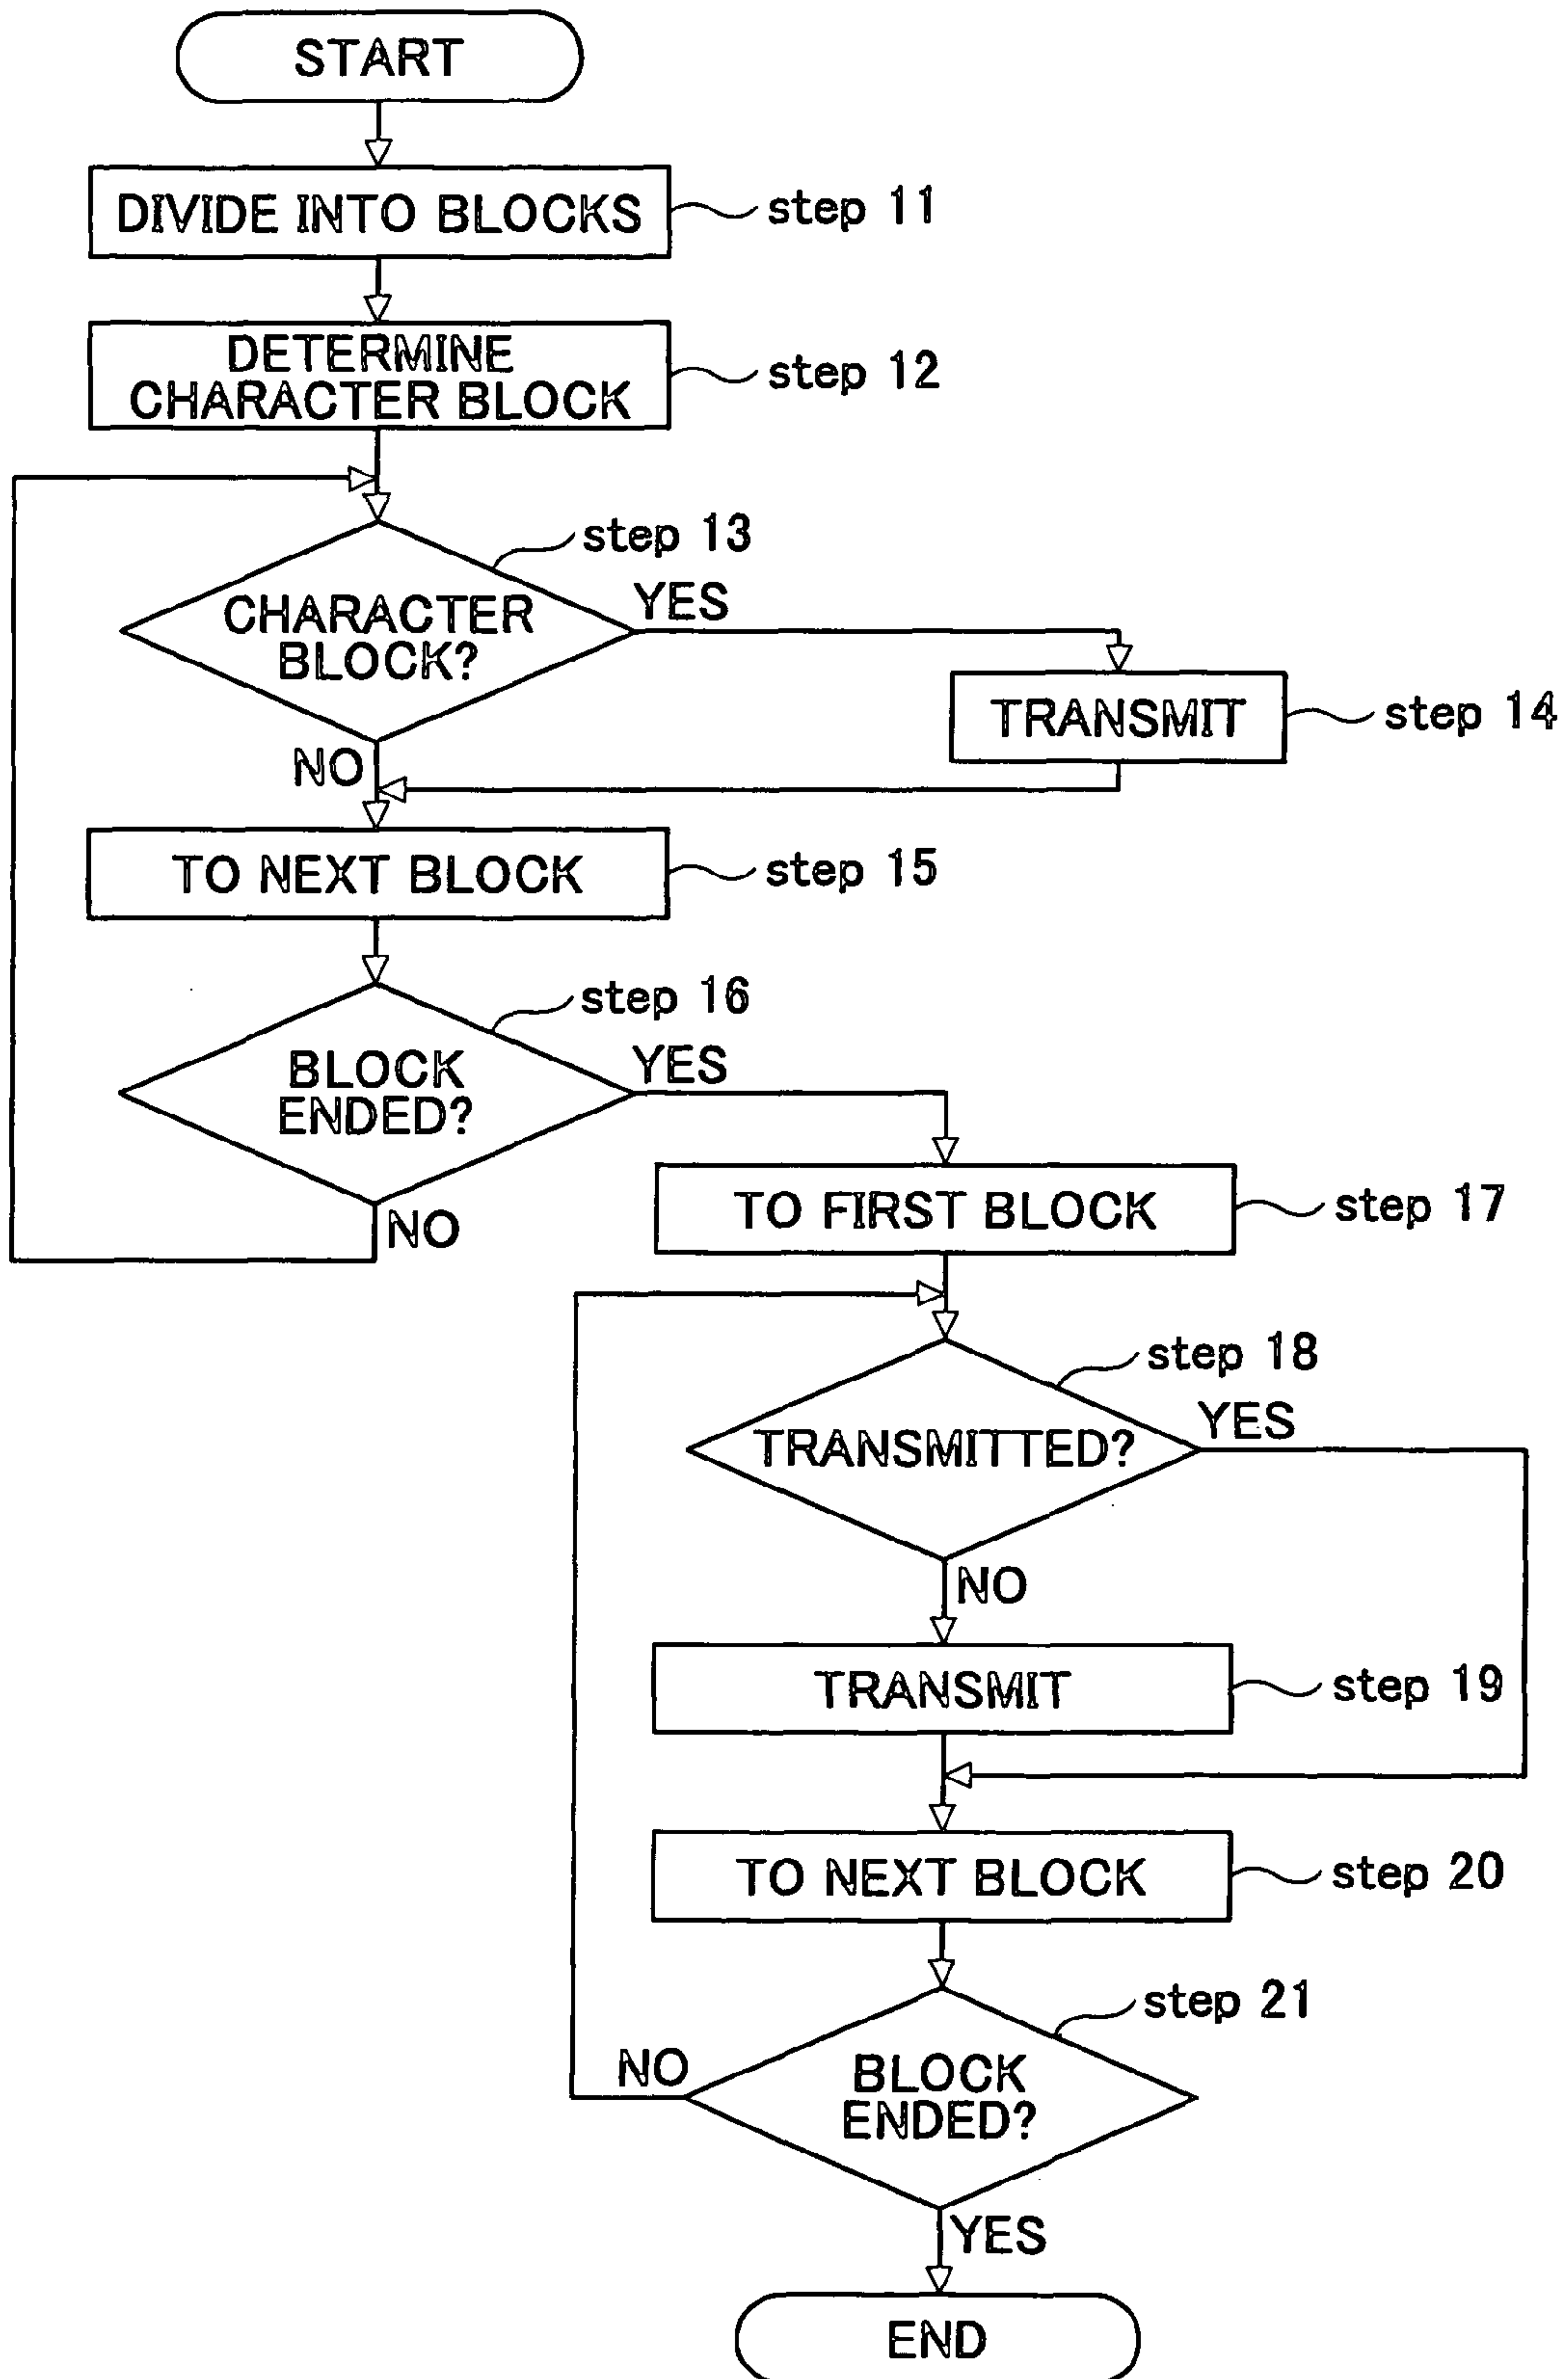 START
DIVIDE INTO BLOCKS
step 11
DETERMINE
CHARACTER BLOCK
step 12
step 13
CHARACTER
BLOCK?
YES
TRANSMIT
step 14
NO
TO NEXT BLOCK
step 15
step 16
BLOCK
ENDED?
YES
NO
TO FIRST BLOCK
step 17
step 18
TRANSMITTED?
YES
NO
TRANSMIT
step 19
TO NEXT BLOCK
step 20
step 21
BLOCK
ENDED?
NO
YES
END